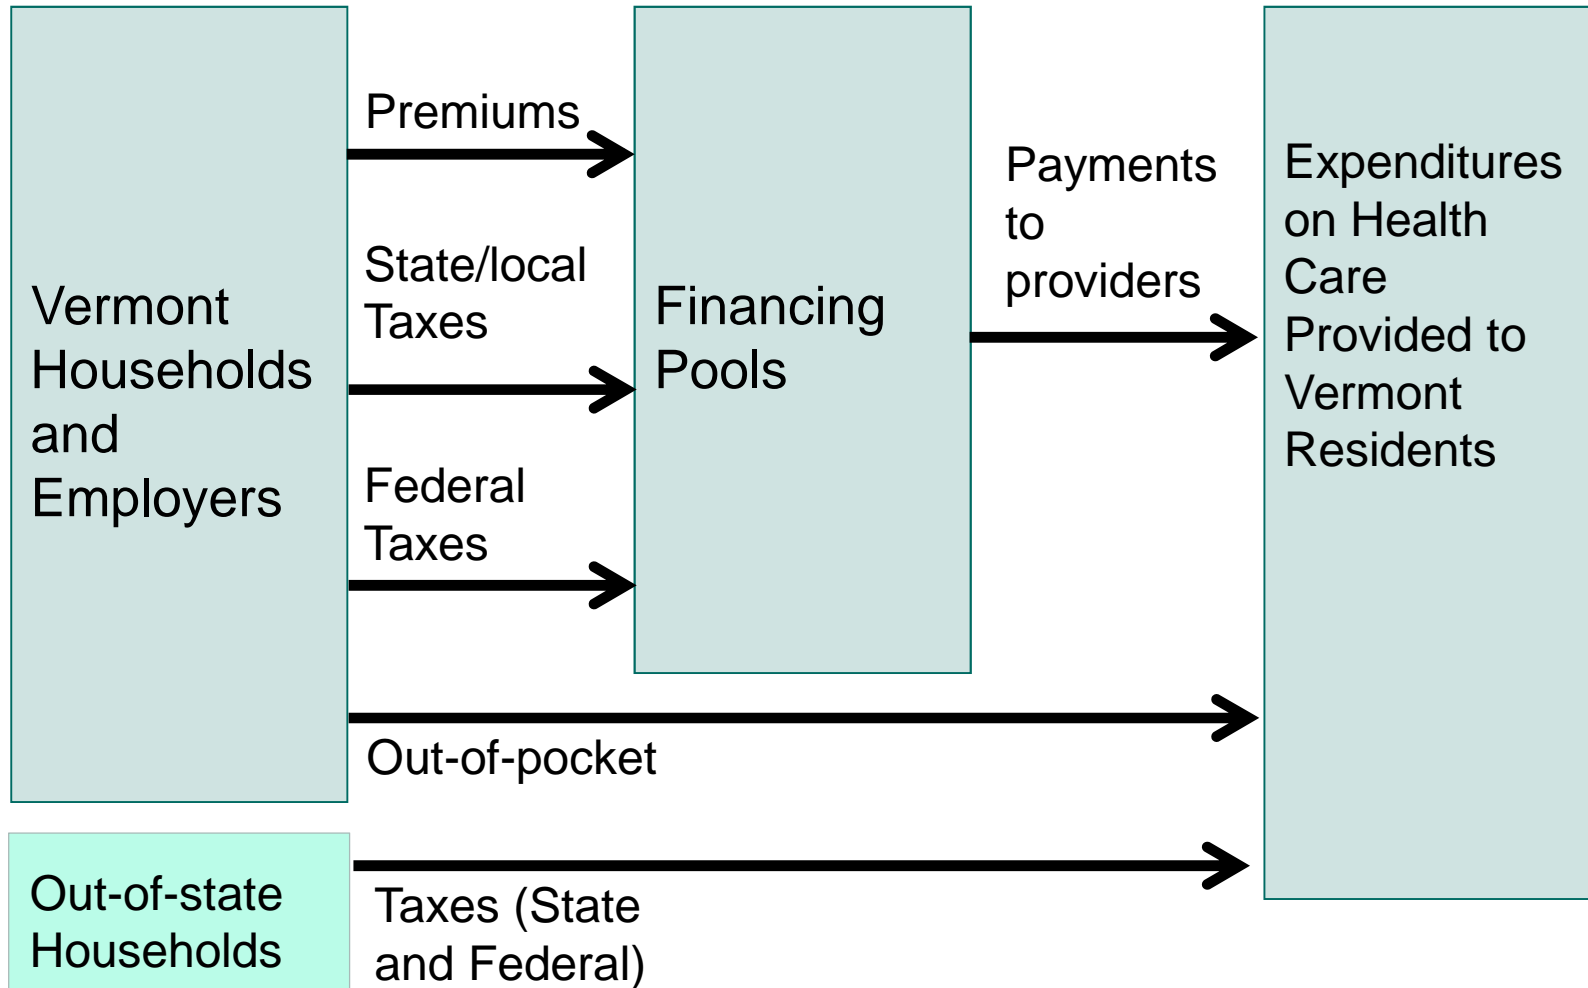 Vermont
Households
and
Employers
Premiums
State/local
Taxes
Federal
Taxes
Financing
Pools
Payments
to
providers
Expenditures
on Health
Care
Provided to
Vermont
Residents
Out-of-pocket
Out-of-state
Households
Taxes (State
and Federal)